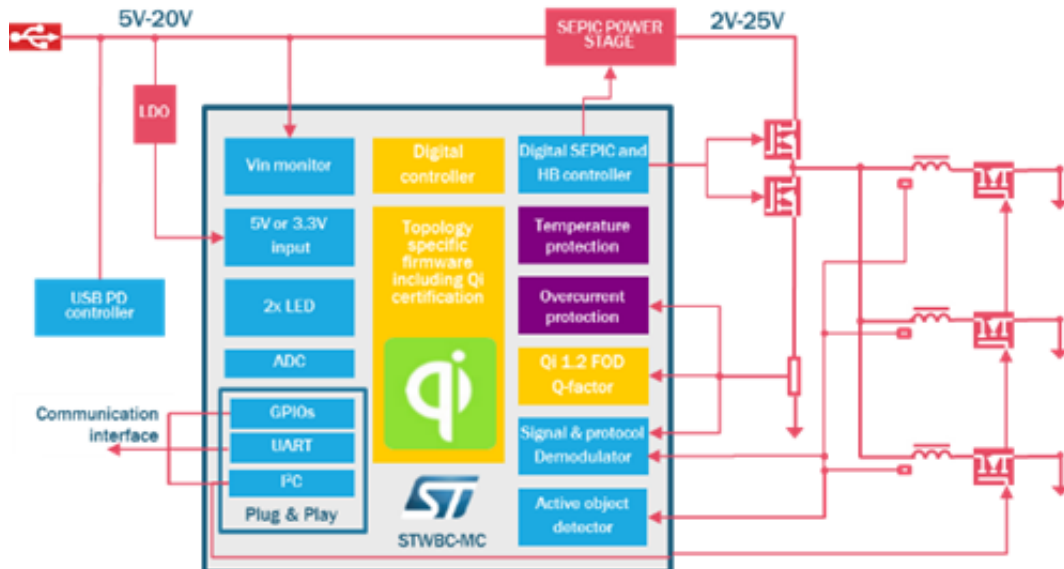 5V-20V
SEPIC POWER
STAGE
2V-25V
LDO
Vin monitor
Digital
controller
Digital SEPIC and
HB controller
5V or 3.3V
input
Topology
specific
firmware
including Qi
certification
Temperature
protection
USB PD
controller
2x LED
Overcurrent
protection
ADC
qi
Qi 1.2 FOD
Q-factor
Communication
interface
GPIOs
UART
I²C
Plug & Play
Signal & protocol
Demodulator
ST
STWBC-MC
Active object
detector